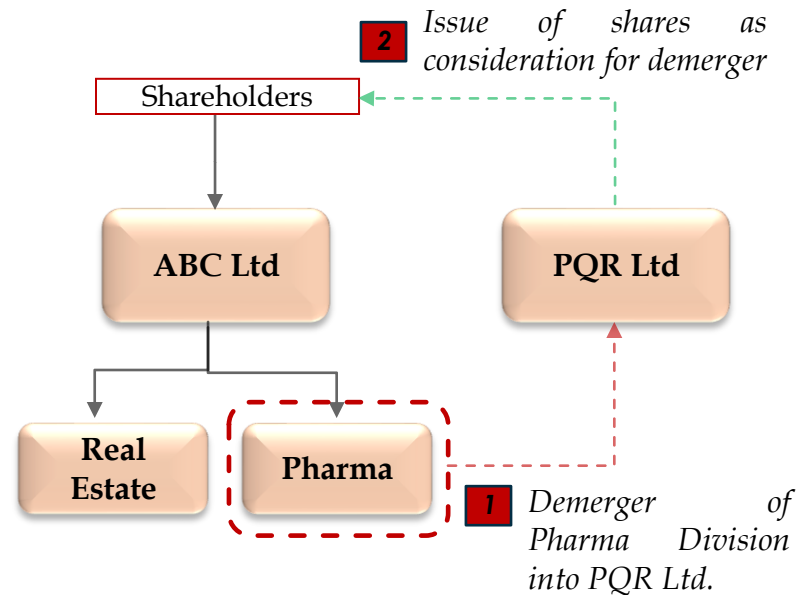 2
Issue of shares as
consideration for demerger
Shareholders
ABC Ltd
PQR Ltd
Real
Estate
Pharma
1
Demerger of
Pharma Division
into PQR Ltd.